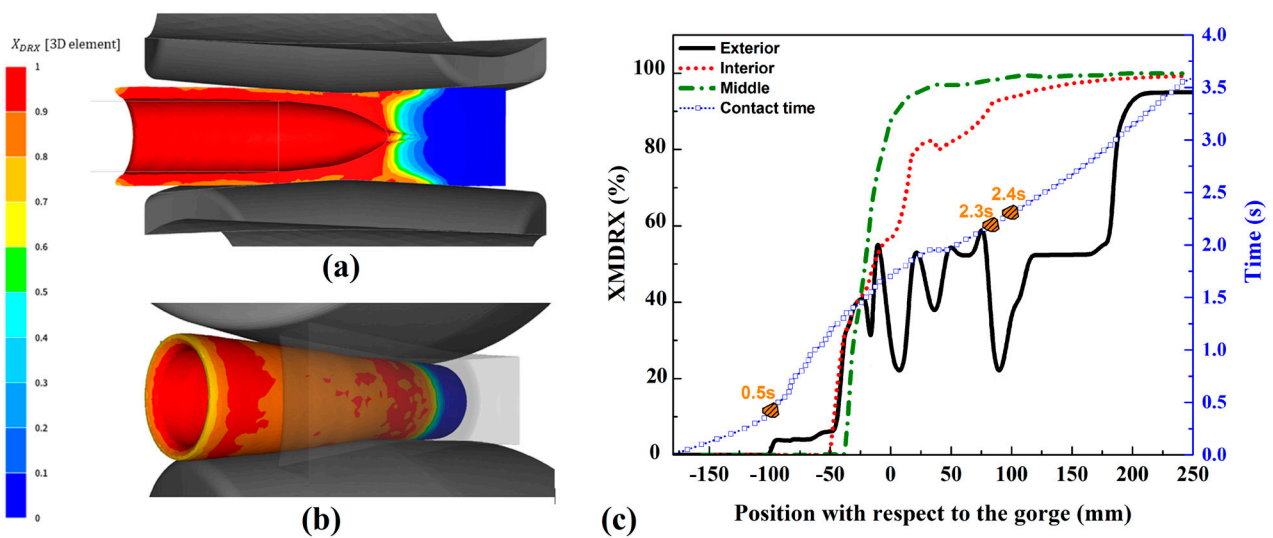 X_DRX [3D element]
1
0.9
0.8
0.7
0.6
0.5
0.4
0.3
0.2
0.1
0
(a)
(b)
Exterior
Interior
Middle
Contact time
100
80
60
40
20
0
XMDRX (%)
0.5s
2.3s
2.4s
4.0
3.5
3.0
2.5
2.0
1.5
1.0
0.5
0.0
Time (s)
-150 -100 -50 0 50 100 150 200 250
(c)
Position with respect to the gorge (mm)